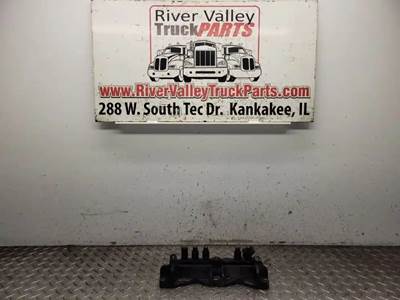 River Valley
TruckPARTS
www.RiverValleyTruckParts.com
288 W. South Tec Dr. Kankakee, IL